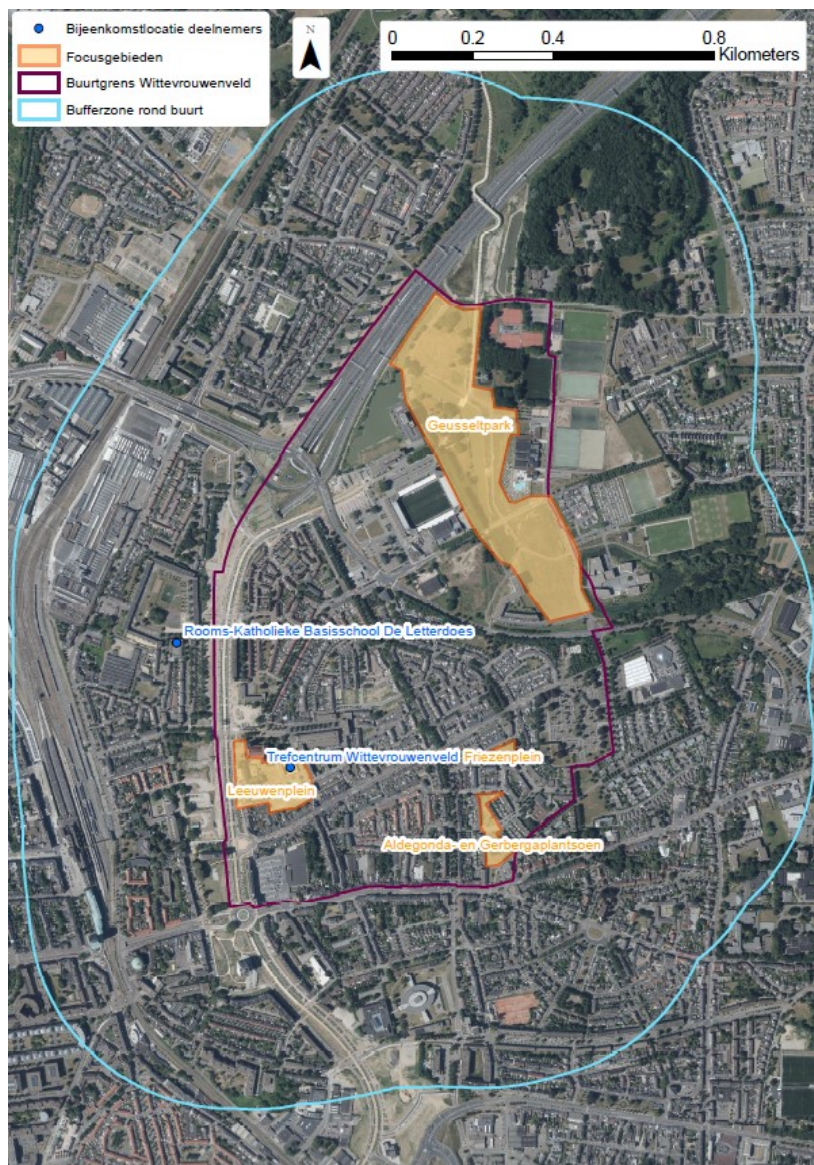 Bijeenkomstlocatie deelnemers
Focusgebieden
Buurtgrens Wittevrouwenveld
Bufferzone rond buurt
N
0 0.2 0.4 0.8
Kilometers
Geusseltpark
Rooms-Katholieke Basisschool De Letterdoes
Trefcentrum Wittevrouwenveld
Friezenplein
Leeuwenplein
Aldegonda- en Gerbergaplantsoen